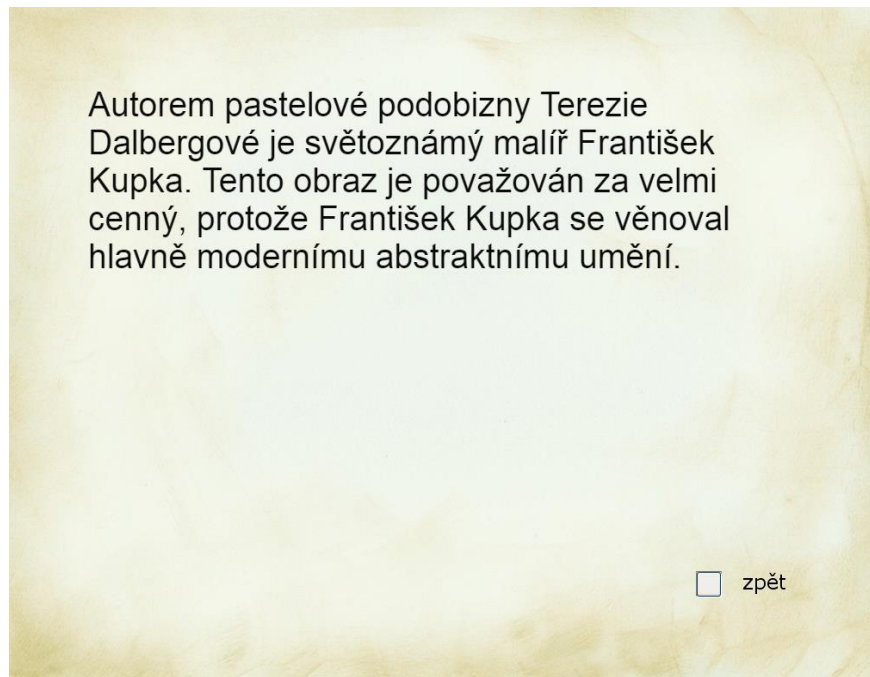 Autorem pastelové podobizny Terezie
Dalbergové je světoznámý malíř František
Kupka. Tento obraz je považován za velmi
cenný, protože František Kupka se věnoval
hlavně modernímu abstraktnímu umění.
zpět